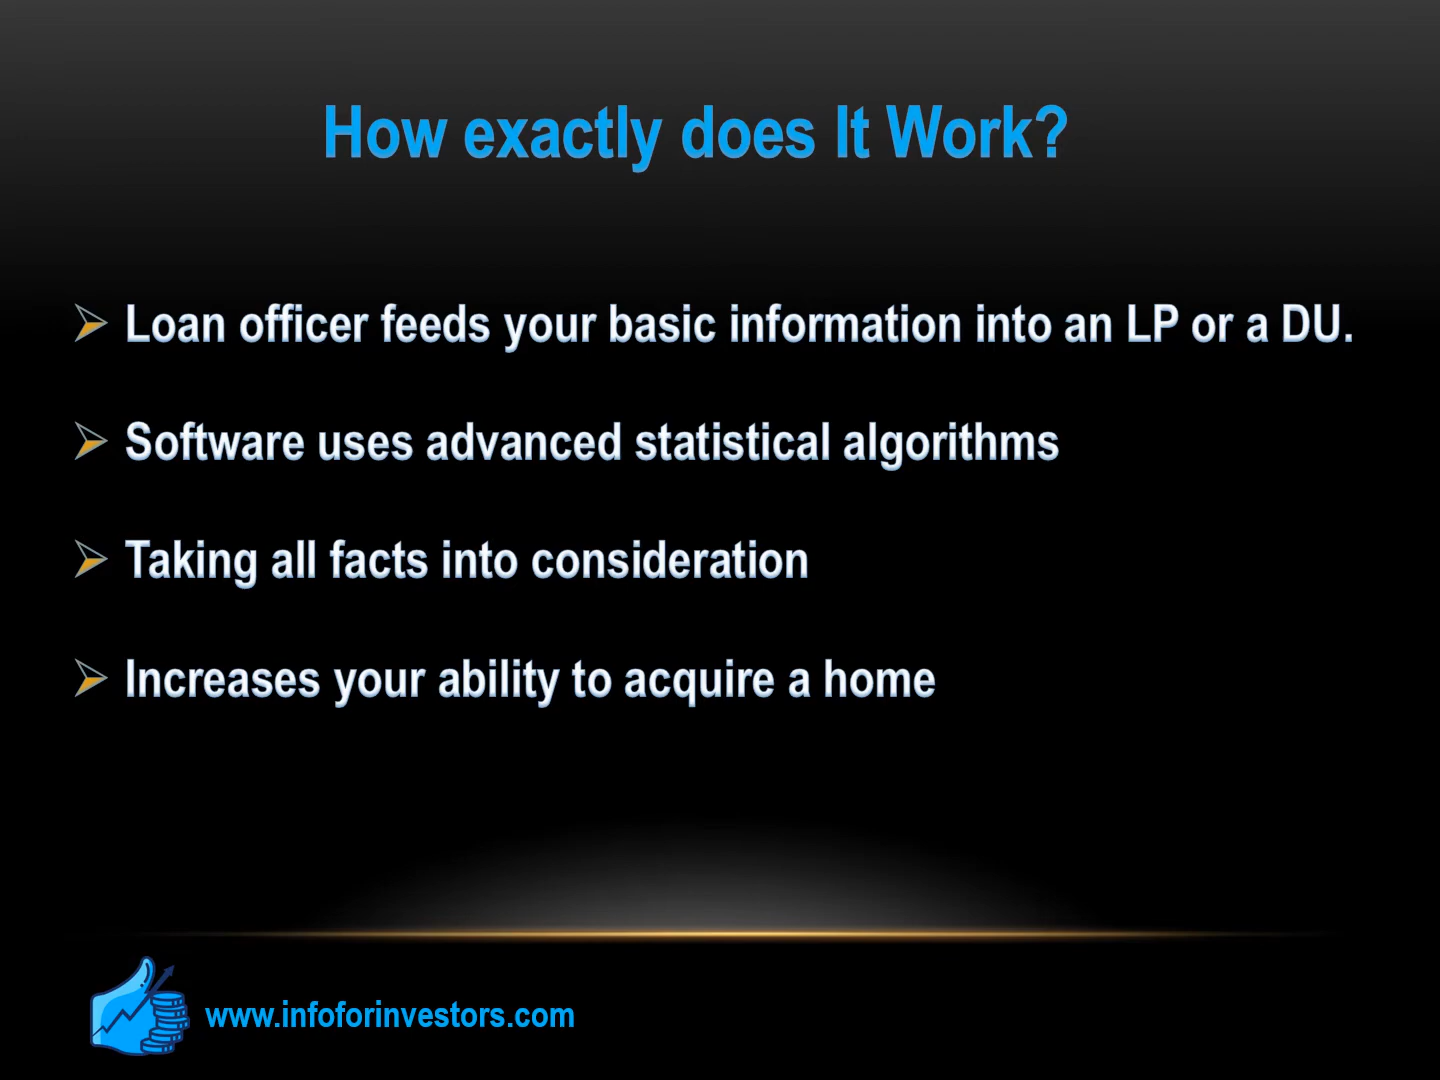 How exactly does It Work?
Loan officer feeds your basic information into an LP or a DU.
Software uses advanced statistical algorithms
Taking all facts into consideration
Increases your ability to acquire a home
www.infoforinvestors.com